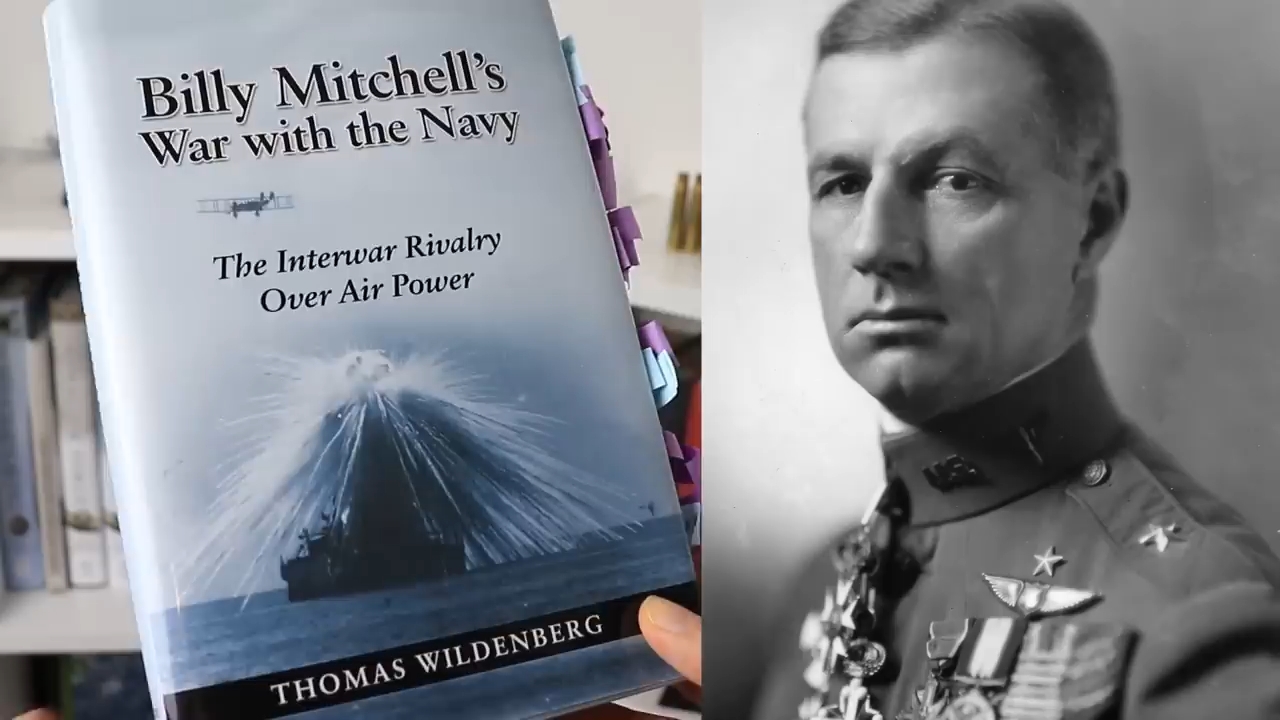 Billy Mitchell's
War with the Navy
The Interwar Rivalry
Over Air Power
THOMAS WILDENBERG